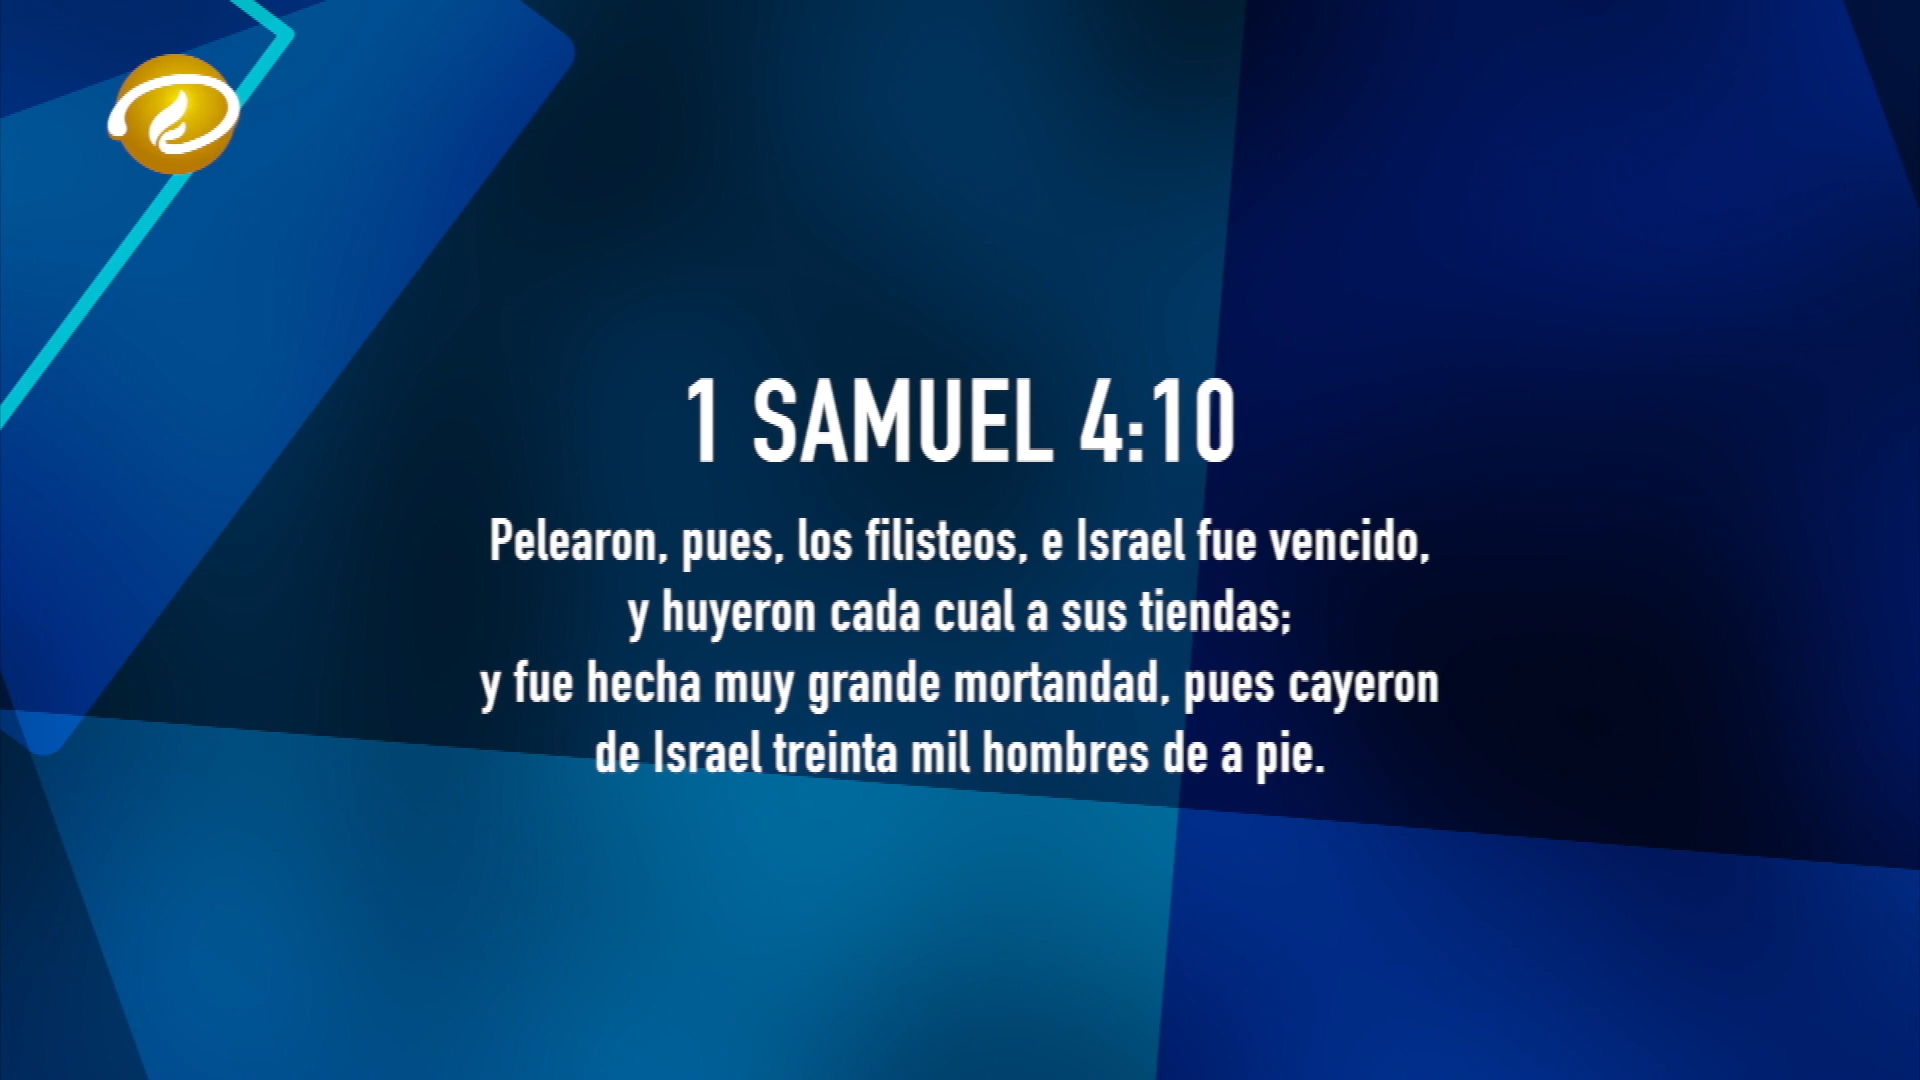 1 SAMUEL 4:10
Pelearon, pues, los filisteos, e Israel fue vencido,
y huyeron cada cual a sus tiendas;
y fue hecha muy grande mortandad, pues cayeron
de Israel treinta mil hombres de a pie.